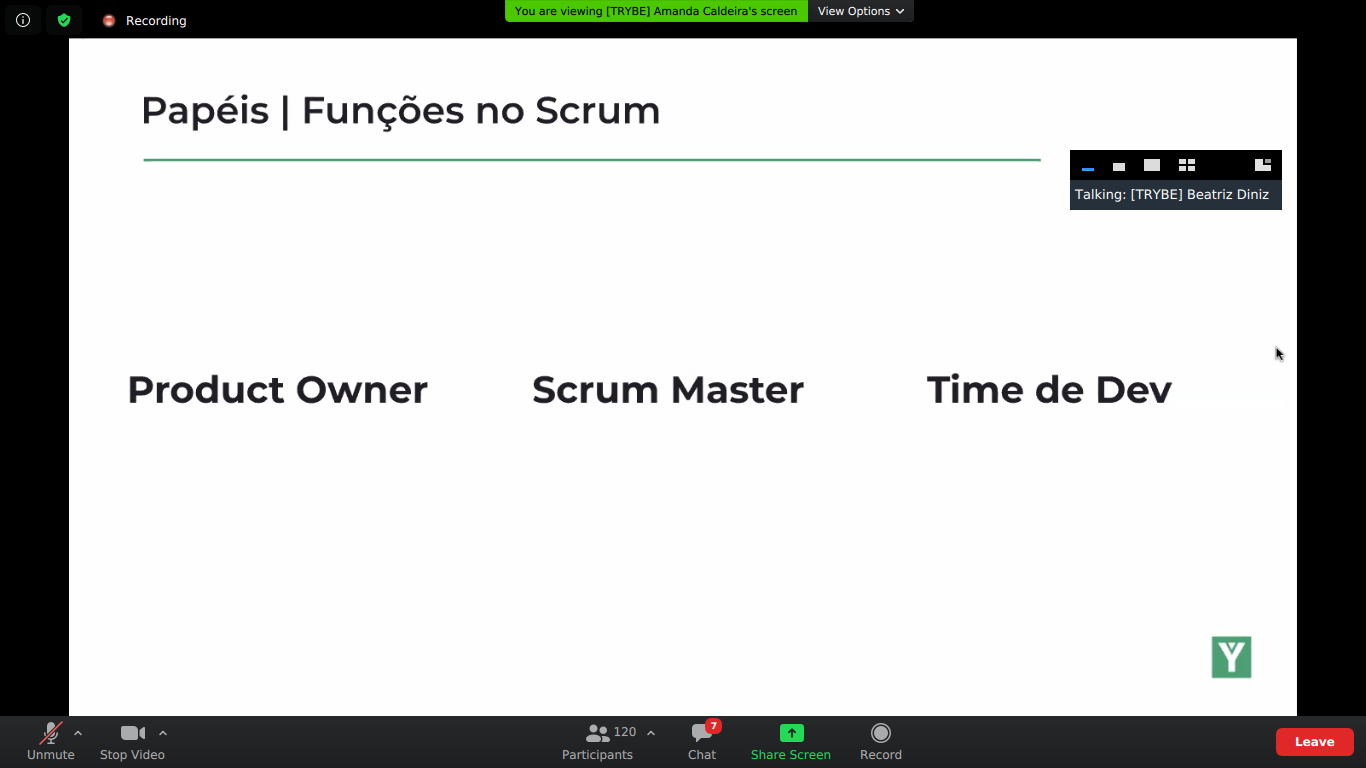 You are viewing [TRYBE] Amanda Caldeira's screen
View Options
Recording
Papéis | Funções no Scrum
Talking: [TRYBE] Beatriz Diniz
Product Owner
Scrum Master
Time de Dev
Y
Unmute
Stop Video
120
Participants
7
Chat
Share Screen
Record
Leave